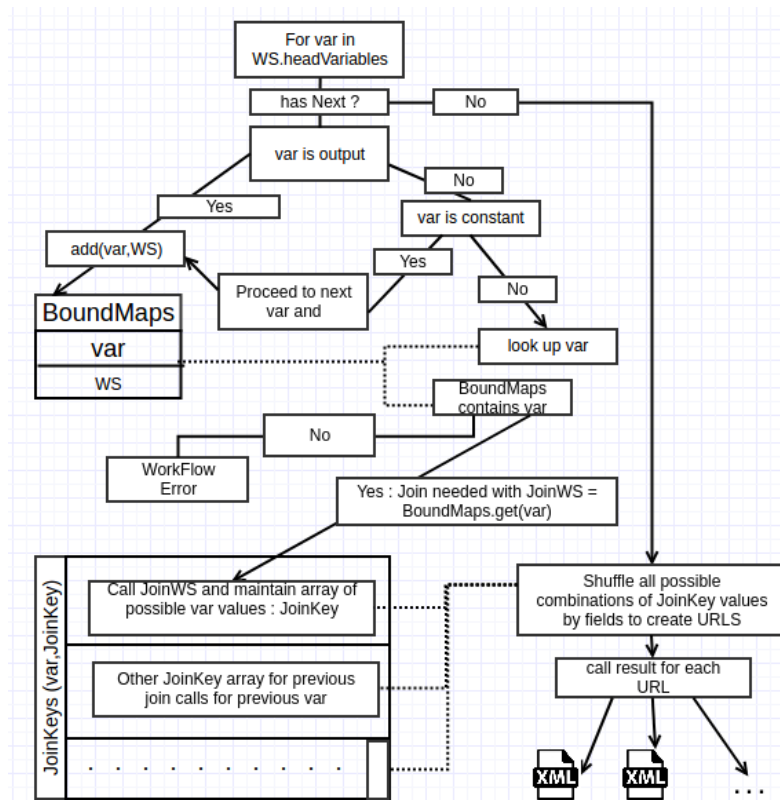 For var in
WS.headVariables
has Next ?
No
var is output
No
Yes
var is constant
add(var,WS)
Yes
Proceed to next
var and
No
BoundMaps
var
WS
look up var
BoundMaps
contains var
No
WorkFlow
Error
Yes : Join needed with JoinWS =
BoundMaps.get(var)
JoinKeys (var,JoinKey)
Call JoinWS and maintain array of
possible var values : JoinKey
Other JoinKey array for previous
join calls for previous var
. . . . . . . . . .
Shuffle all possible
combinations of JoinKey values
by fields to create URLS
call result for each
URL
XML
XML
...